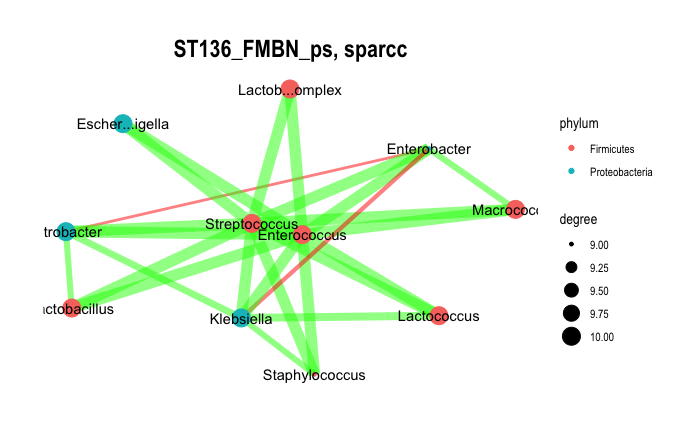 ST136_FMBN_ps, sparcc
Lactob...omplex
Escher...igella
Enterobacter
Macrococ
Streptococcus
Enterococcus
trobacter
ctobacillus
Klebsiella
Lactococcus
Staphylococcus
phylum
Firmicutes
Proteobacteria
degree
9.00
9.25
9.50
9.75
10.00